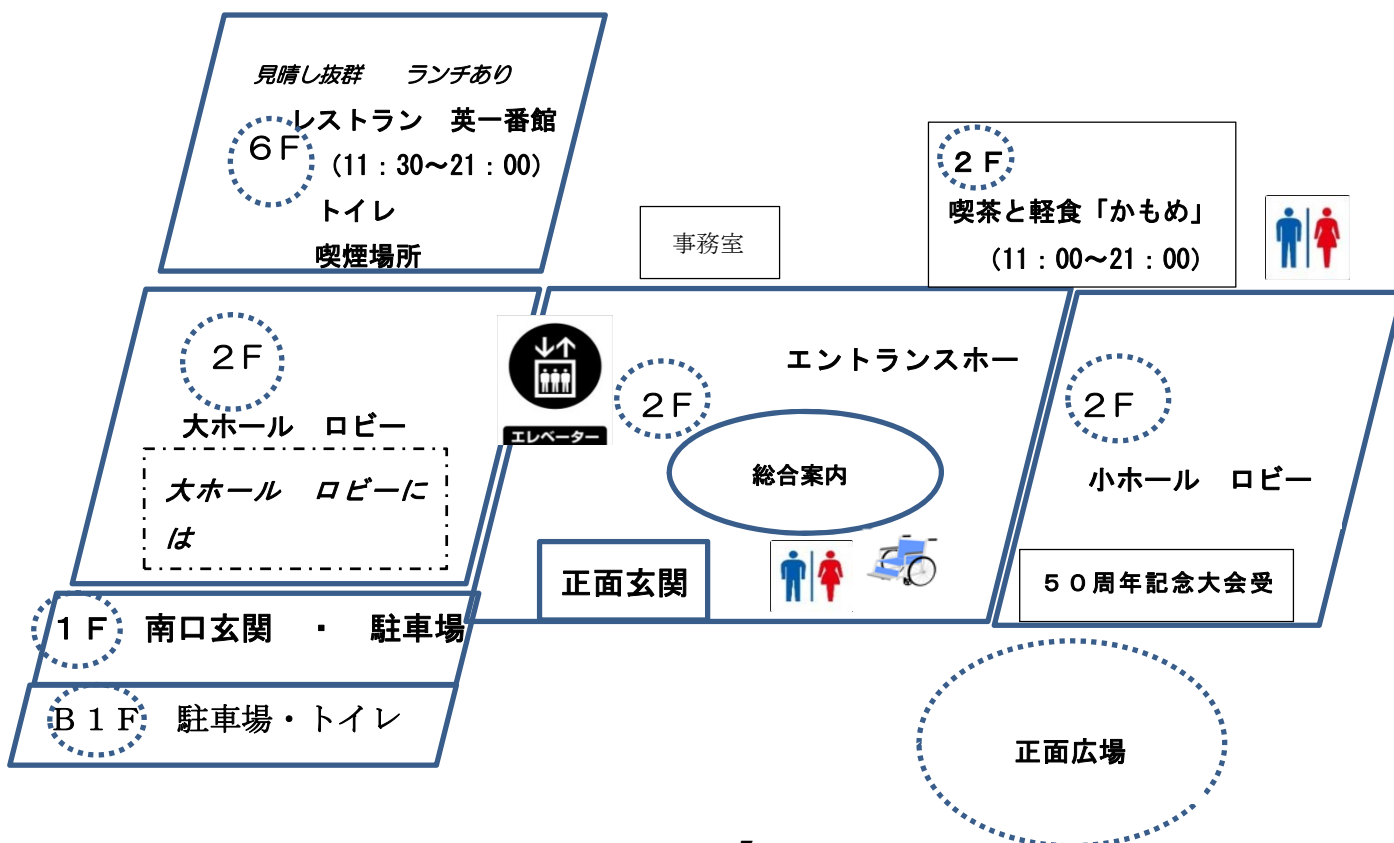 見晴し抜群　ランチあり
レストラン　英一番館
6F
（11：30～21：00）
トイレ
喫煙場所
事務室
2F
喫茶と軽食「かもめ」
（11：00～21：00）
2F
大ホール　ロビー
大ホール　ロビーに
は
エレベーター
2F
エントランスホー
総合案内
正面玄関
2F
小ホール　ロビー
50周年記念大会受
1F　南口玄関　・　駐車場
B1F　駐車場・トイレ
正面広場